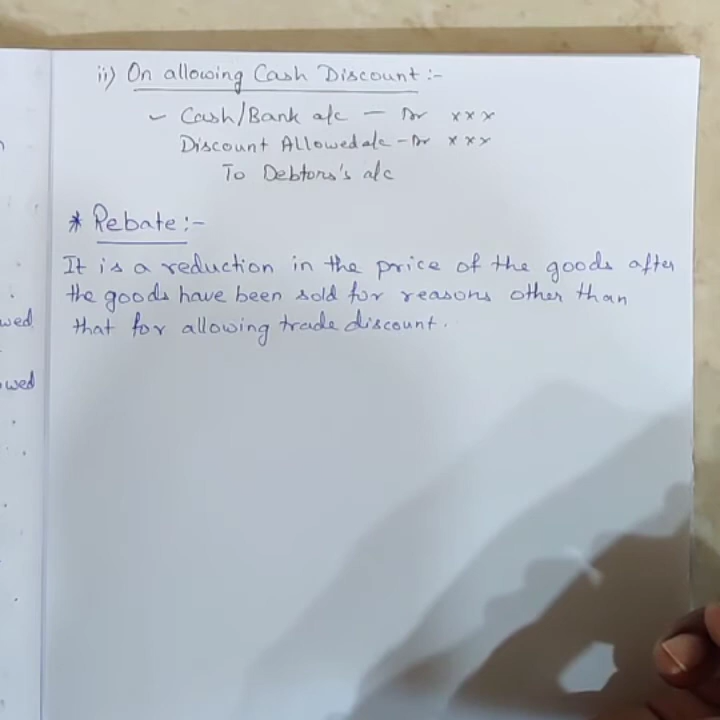 ii) On allowing Cash Discount :-
Cash/Bank a/c — Dr xxx
Discount Allowed a/c - Dr xxx
To Debtors's a/c
* Rebate :-
It is a reduction in the price of the goods after
the goods have been sold for reasons other than
wed
that for allowing trade discount.
owed